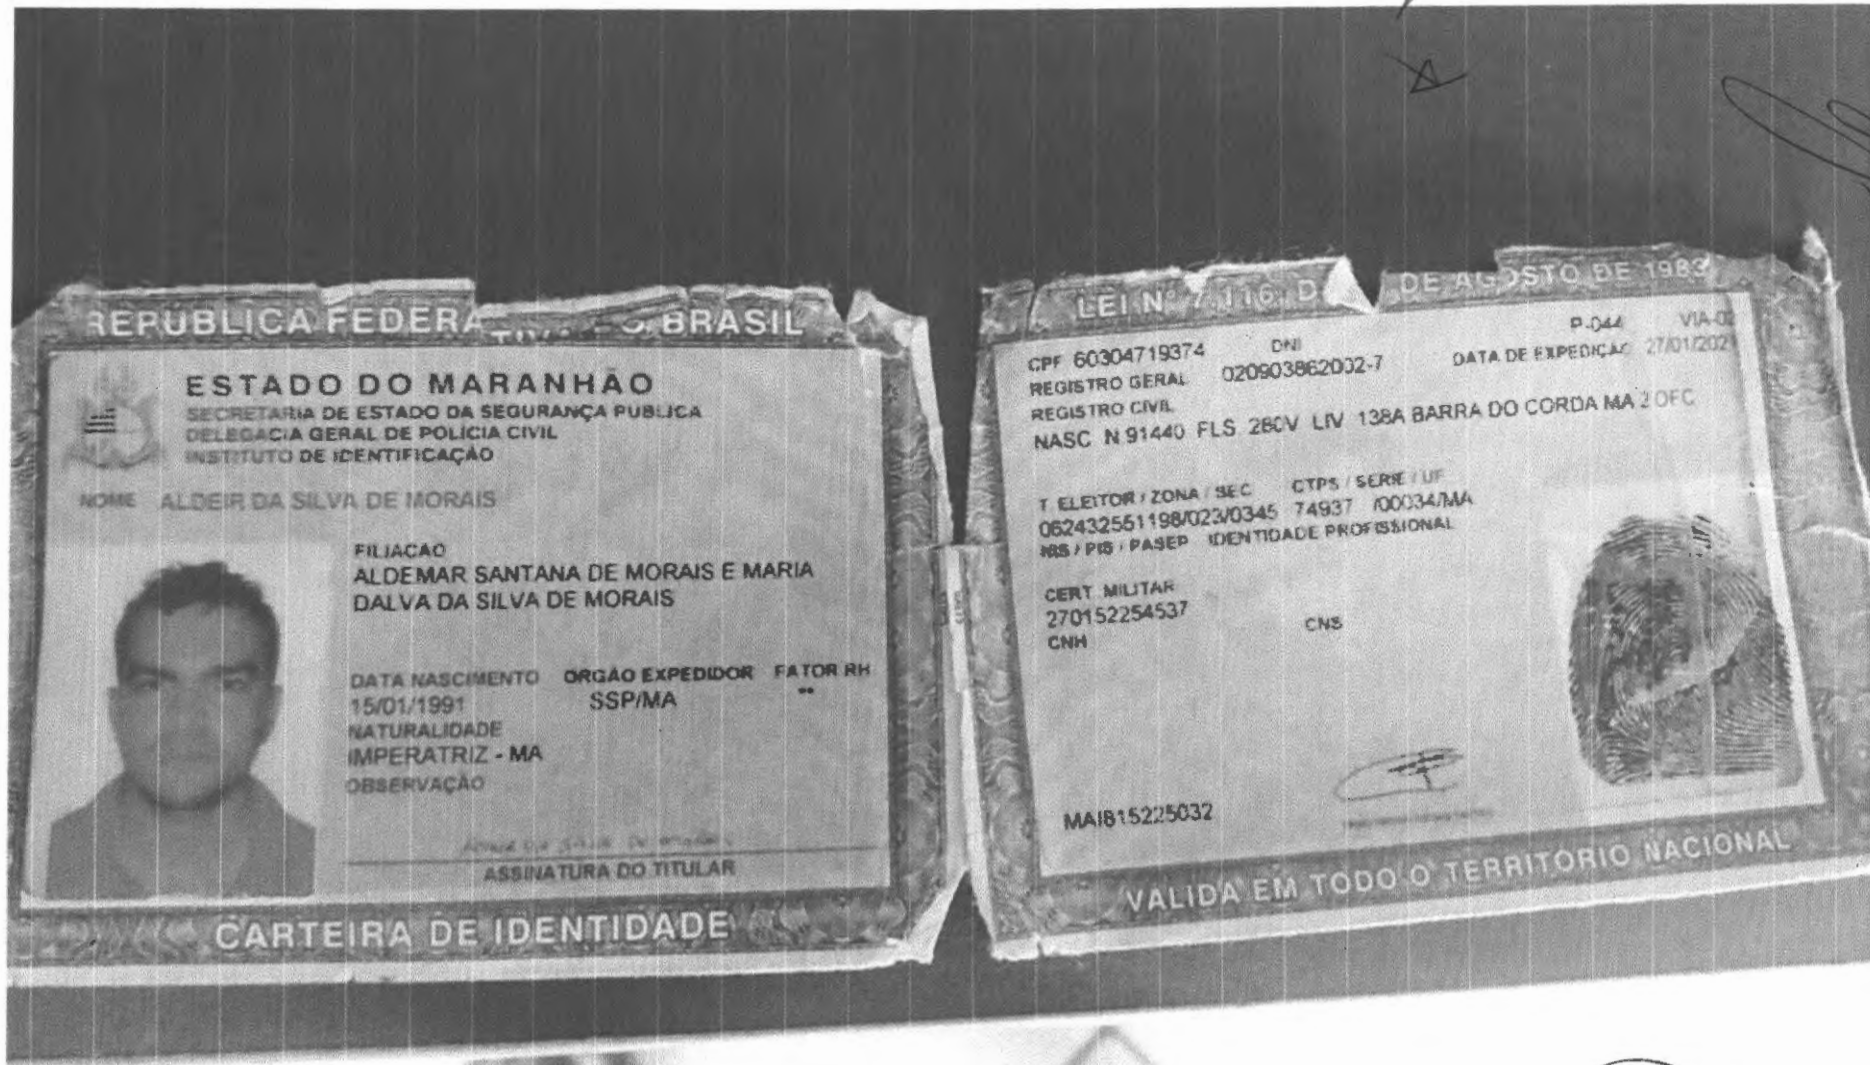 REPÚBLICA FEDERA BRASIL
ESTADO DO MARANHÃO
SECRETARIA DE ESTADO DA SEGURANÇA PUBLICA
DELEGACIA GERAL DE POLICIA CIVIL
INSTITUTO DE IDENTIFICAÇÃO
NOME ALDEIR DA SILVA DE MORAIS
FILIACAO
ALDEMAR SANTANA DE MORAIS E MARIA
DALVA DA SILVA DE MORAIS
DATA NASCIMENTO ORGÃO EXPEDIDOR FATOR RH
15/01/1991 SSP/MA **
NATURALIDADE
IMPERATRIZ - MA
OBSERVAÇÃO
ASSINATURA DO TITULAR
CARTEIRA DE IDENTIDADE
LEI Nº 7.116, D DE AGOSTO DE 1983
P-044 VIA-02
CPF 60304719374 DNI
REGISTRO GERAL 020903862002-7 DATA DE EXPEDIÇÃO 27/01/202
REGISTRO CIVIL
NASC N.91440 FLS 280V LIV 138A BARRA DO CORDA MA 2 OFC
T. ELEITOR / ZONA / SEC CTPS / SERIE / UF
062432551198/023/0345 74937 /00034/MA
NIS / PIS / PASEP IDENTIDADE PROFISSIONAL
CERT. MILITAR
270152254537
CNH CNS
MAI815225032
VALIDA EM TODO O TERRITORIO NACIONAL